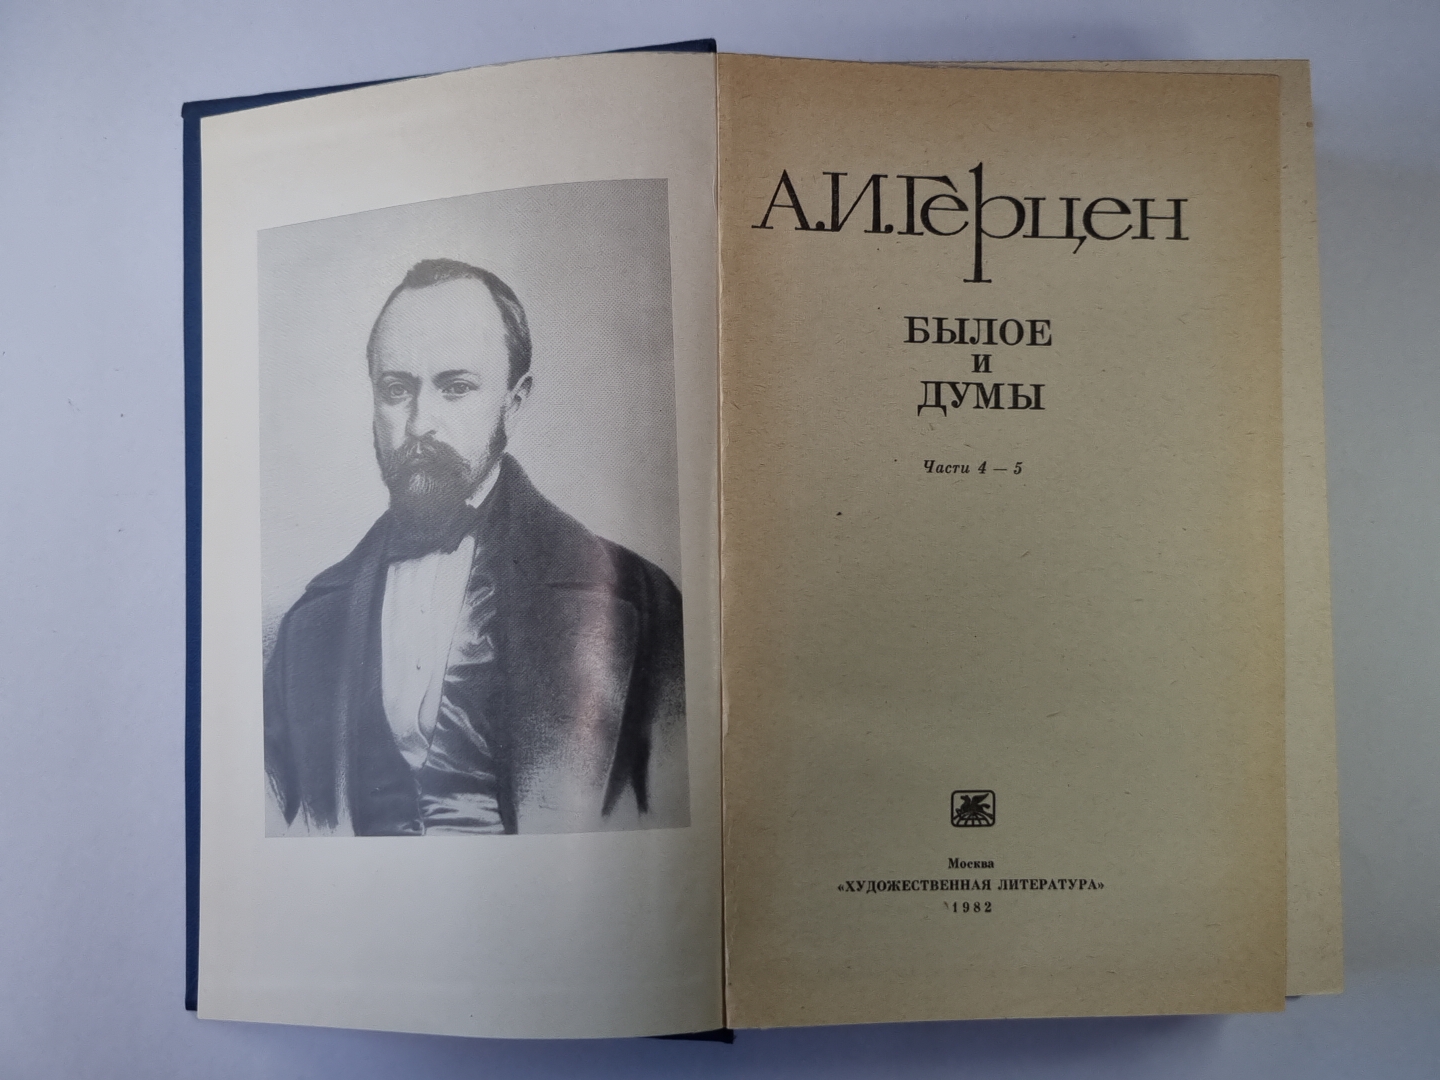 А.И.Герцен
БЫЛОЕ
И
ДУМЫ
Части 4 — 5
Москва
«ХУДОЖЕСТВЕННАЯ ЛИТЕРАТУРА»
1982